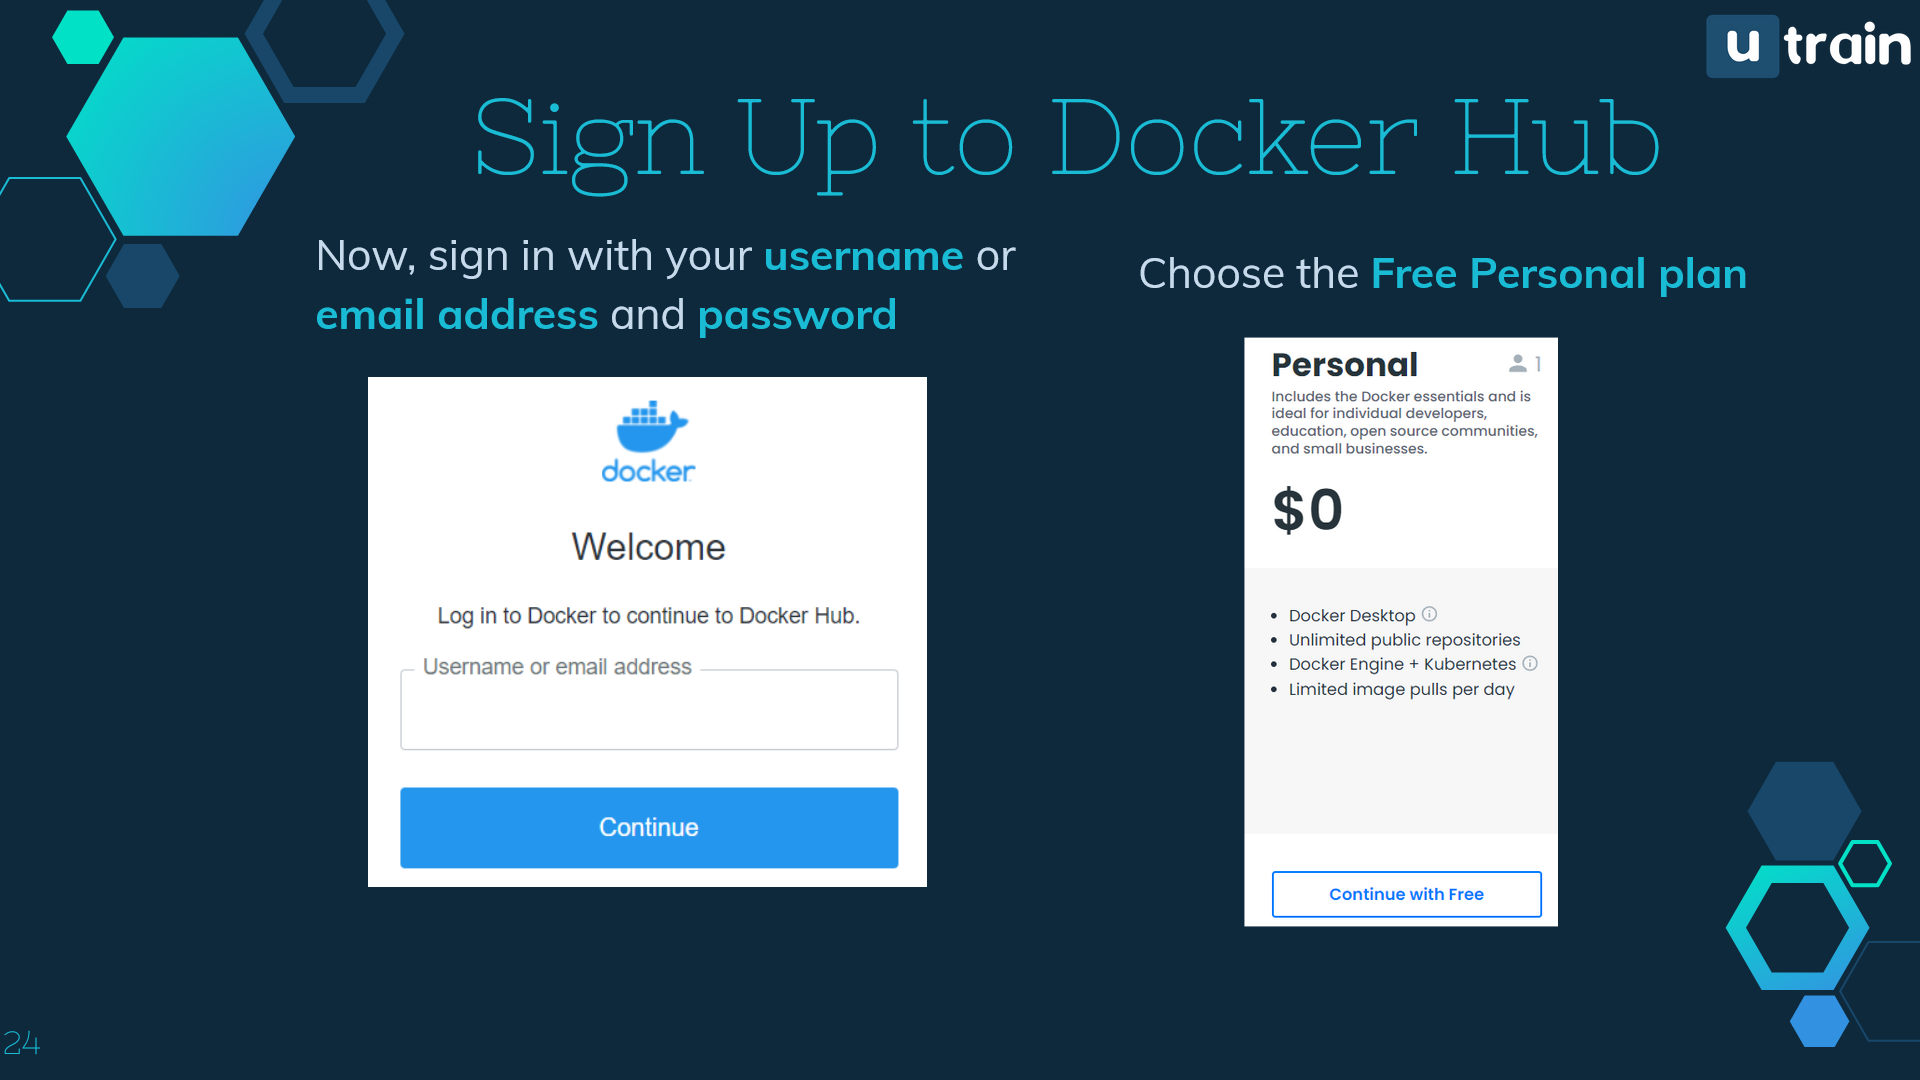 u train
Sign Up to Docker Hub
Now, sign in with your username or
email address and password
docker
Welcome
Log in to Docker to continue to Docker Hub.
Username or email address
Continue
Choose the Free Personal plan
Personal
1
Includes the Docker essentials and is
ideal for individual developers,
education, open source communities,
and small businesses.
$0
• Docker Desktop
• Unlimited public repositories
• Docker Engine + Kubernetes
• Limited image pulls per day
Continue with Free
24